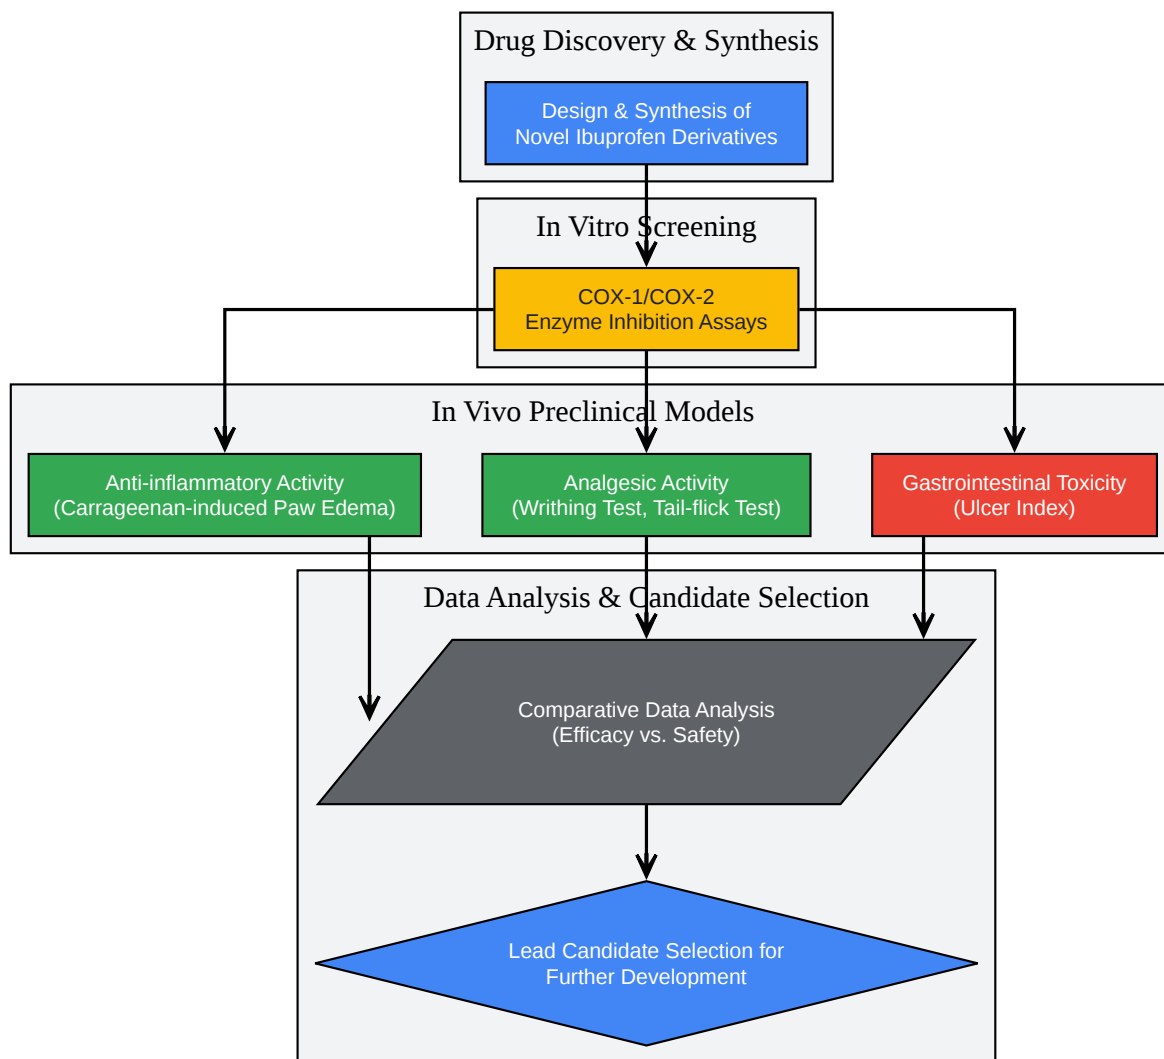 Drug Discovery & Synthesis
Design & Synthesis of
Novel Ibuprofen Derivatives
In Vitro Screening
COX-1/COX-2
Enzyme Inhibition Assays
In Vivo Preclinical Models
Anti-inflammatory Activity
(Carrageenan-induced Paw Edema)
Analgesic Activity
(Writhing Test, Tail-flick Test)
Gastrointestinal Toxicity
(Ulcer Index)
Data Analysis & Candidate Selection
Comparative Data Analysis
(Efficacy vs. Safety)
Lead Candidate Selection for
Further Development